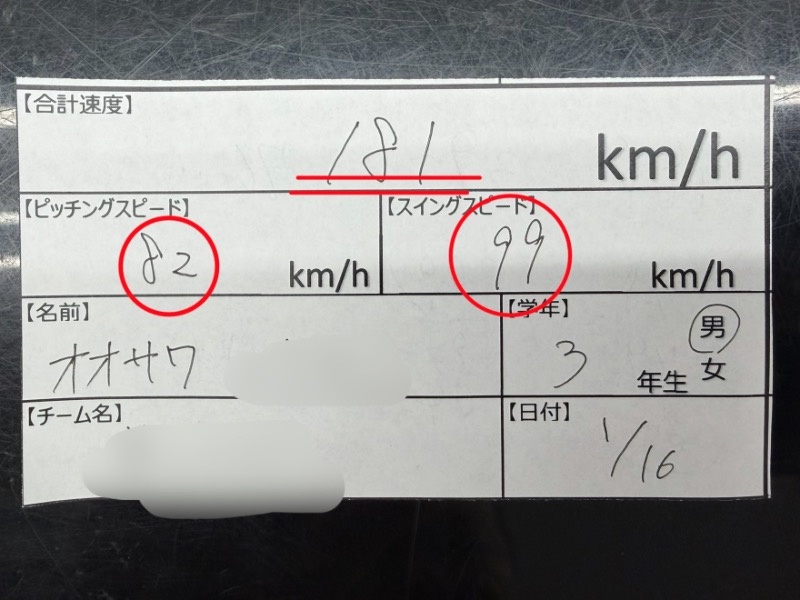 【合計速度】
181 km/h
【ピッチングスピード】
82 km/h
【スイングスピード】
99 km/h
【名前】
オオサワ
【学年】
3 年生 男 女
【チーム名】
【日付】
1/16